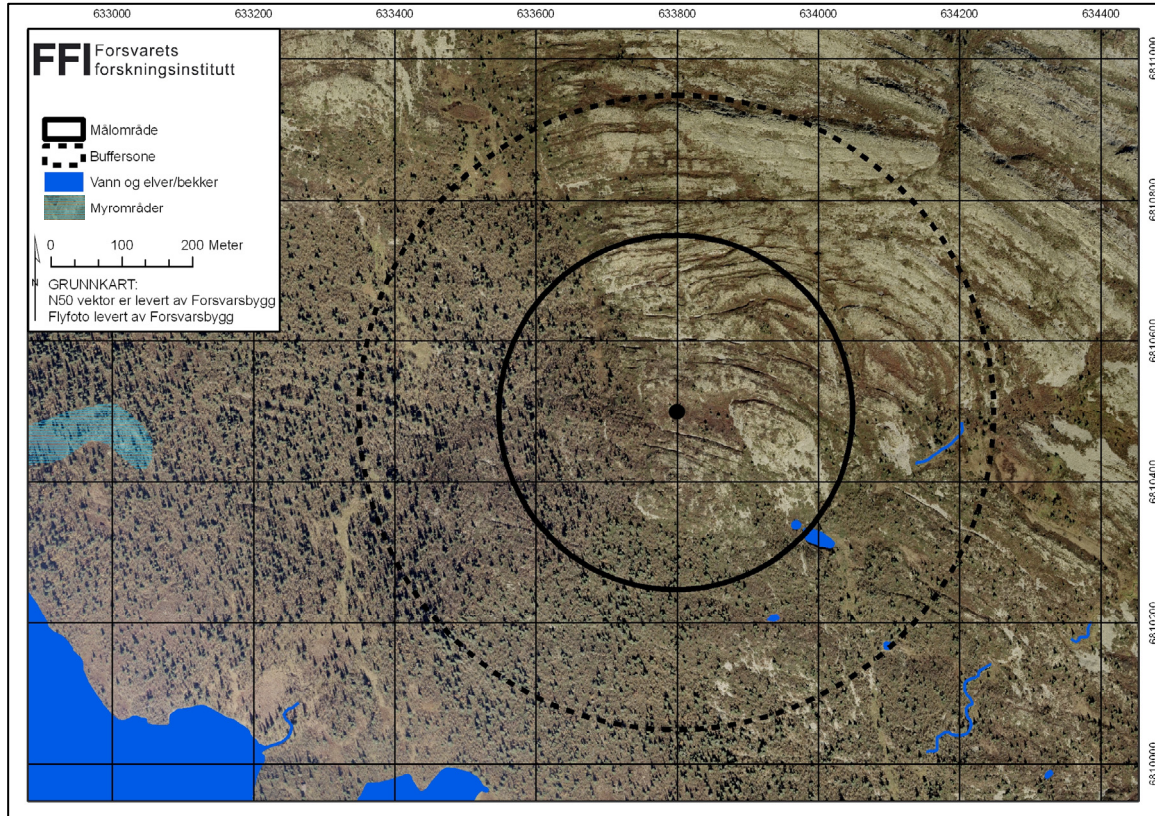 633000 633200 633400 633600 633800 634000 634200 634400
FFI Forsvarets
forskningsinstitutt
Målområde
Buffersone
Vann og elver/bekker
Myrområder
0 100 200 Meter
N
GRUNNKART:
N50 vektor er levert av Forsvarsbygg
Flyfoto levert av Forsvarsbygg
6811000
6810800
6810600
6810400
6810200
6810000